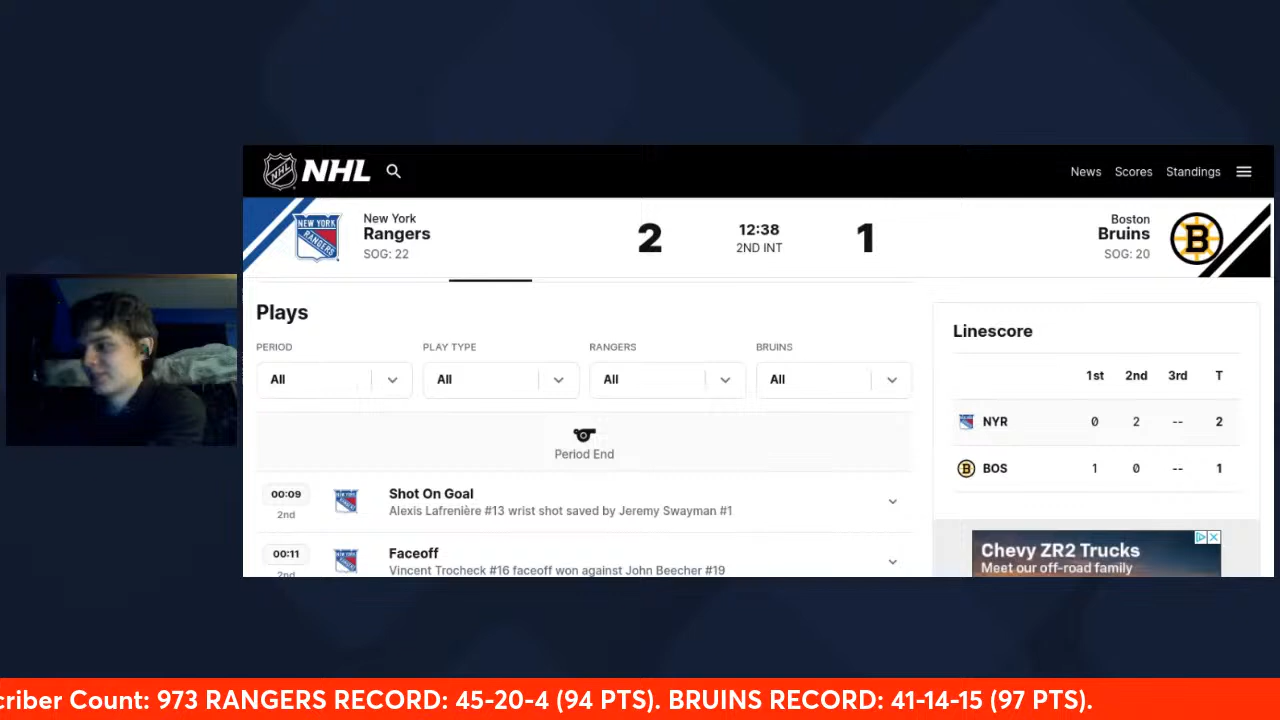 NHL
News Scores Standings
NEW YORK
RANGERS
New York
Rangers
SOG: 22
2
12:38
2ND INT
1
Boston
Bruins
SOG: 20
B
Plays
PERIOD PLAY TYPE RANGERS BRUINS
All All All All
Period End
00:09
2nd
Shot On Goal
Alexis Lafrenière #13 wrist shot saved by Jeremy Swayman #1
00:11
2nd
Faceoff
Vincent Trocheck #16 faceoff won against John Beecher #19
Linescore
1st 2nd 3rd T
NYR 0 2 -- 2
B BOS 1 0 -- 1
Chevy ZR2 Trucks
Meet our off-road family
criber Count: 973 RANGERS RECORD: 45-20-4 (94 PTS). BRUINS RECORD: 41-14-15 (97 PTS).